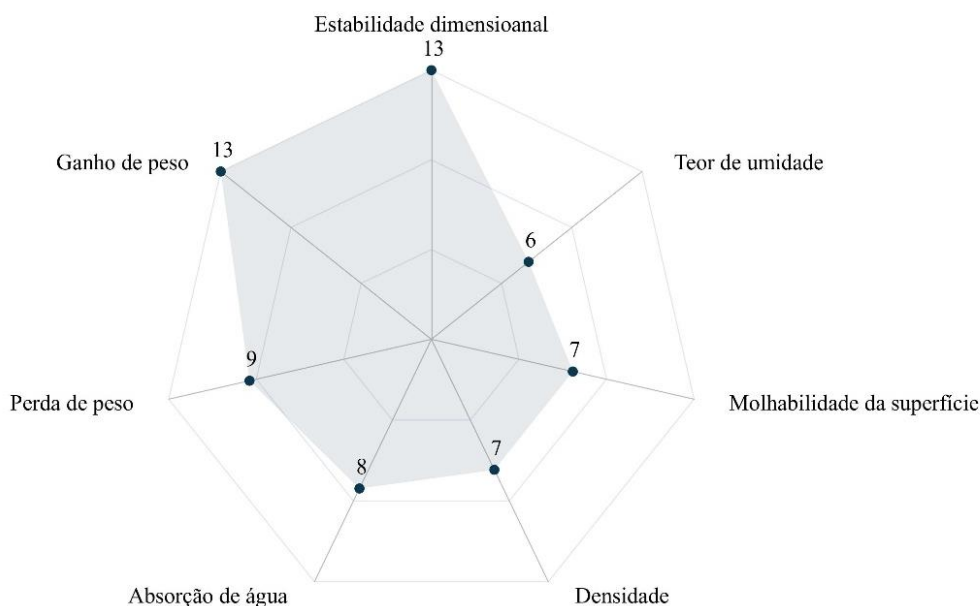 Estabilidade dimensioanal
13
13
Ganho de peso
Teor de umidade
6
7
9
Perda de peso
Molhabilidade da superfície
7
8
Absorção de água
Densidade